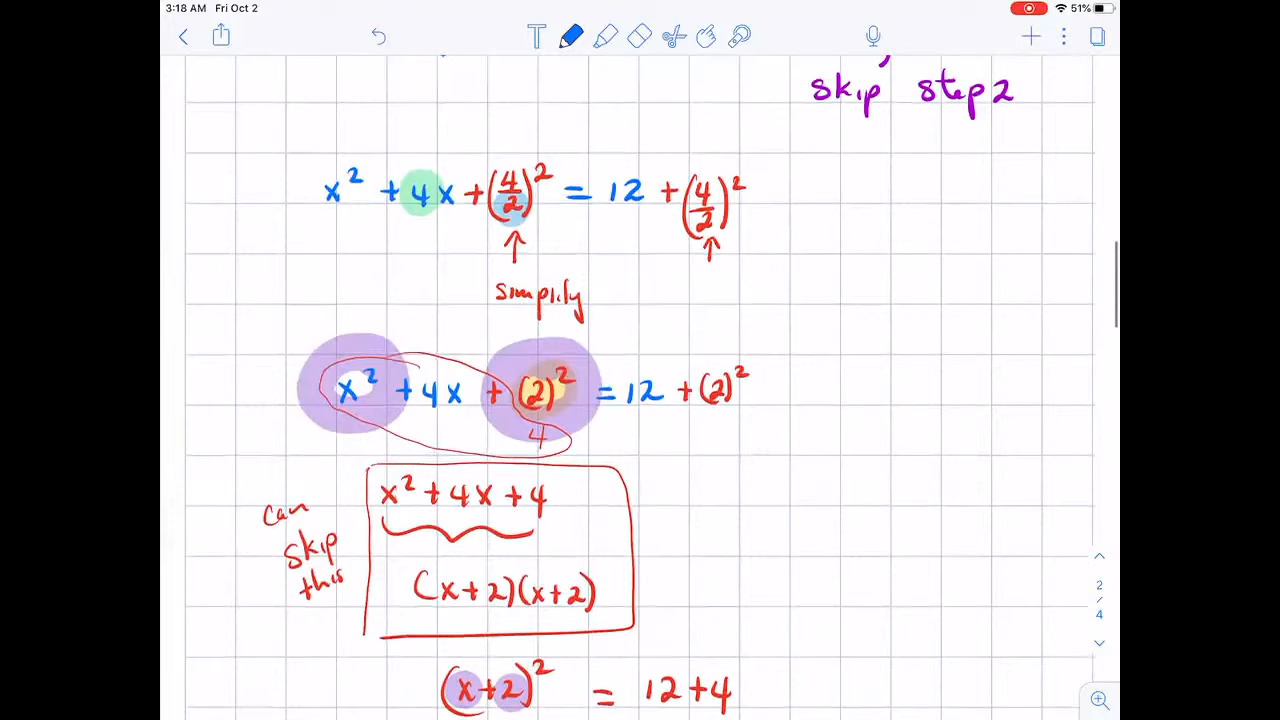 3:18 AM Fri Oct 2
51%
T
skip step 2
x² + 4x + (4/2)² = 12 + (4/2)²
simplify
x² + 4x + (2)² = 12 + (2)²
4
x² + 4x + 4
can
skip
this
(x+2)(x+2)
(x+2)² = 12+4
2
/
4